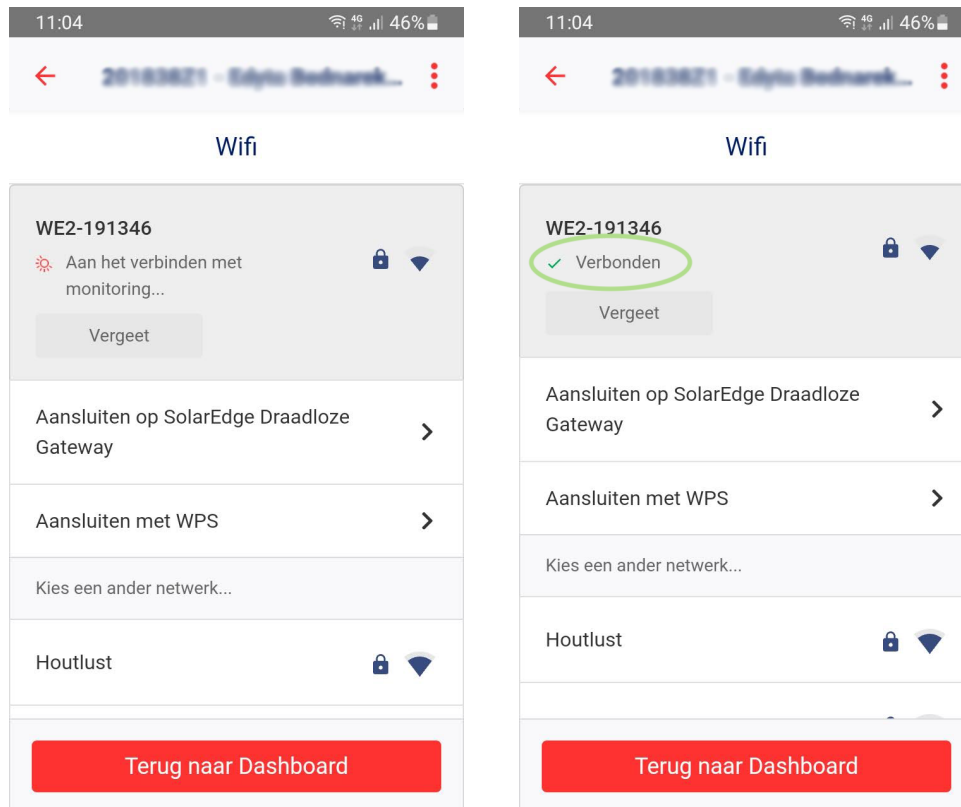 11:04
4G
46%
Wifi
WE2-191346
Aan het verbinden met
monitoring...
Vergeet
Aansluiten op SolarEdge Draadloze
Gateway
Aansluiten met WPS
Kies een ander netwerk...
Houtlust
Terug naar Dashboard
11:04
4G
46%
Wifi
WE2-191346
Verbonden
Vergeet
Aansluiten op SolarEdge Draadloze
Gateway
Aansluiten met WPS
Kies een ander netwerk...
Houtlust
Terug naar Dashboard